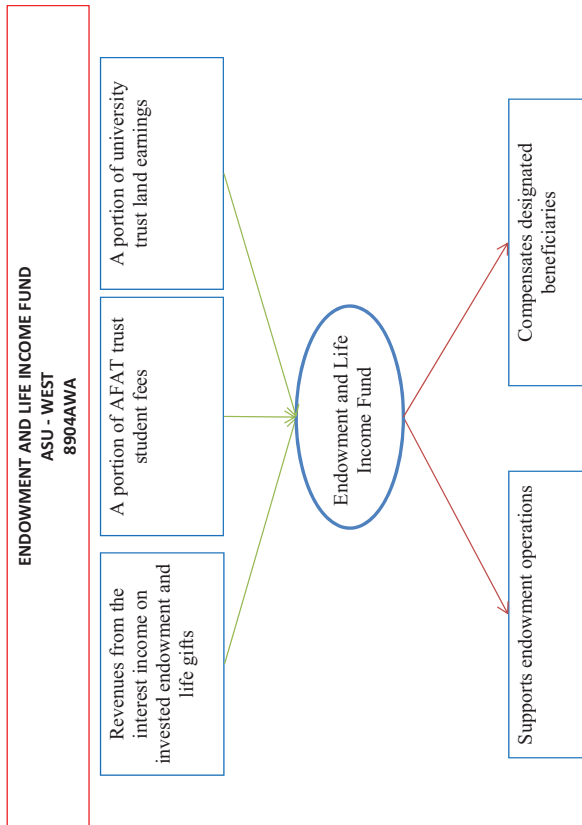 ENDOWMENT AND LIFE INCOME FUND
ASU - WEST
8904AWA
Revenues from the
interest income on
invested endowment and
life gifts
A portion of AFAT trust
student fees
A portion of university
trust land earnings
Endowment and Life
Income Fund
Supports endowment operations
Compensates designated
beneficiaries